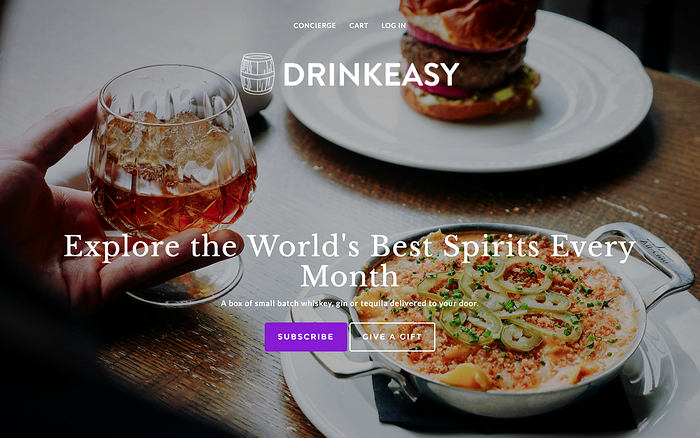 CONCIERGE CART LOG IN
DRINKEASY
Explore the World's Best Spirits Every
Month
A box of small batch whiskey, gin or tequila delivered to your door.
SUBSCRIBE GIVE A GIFT